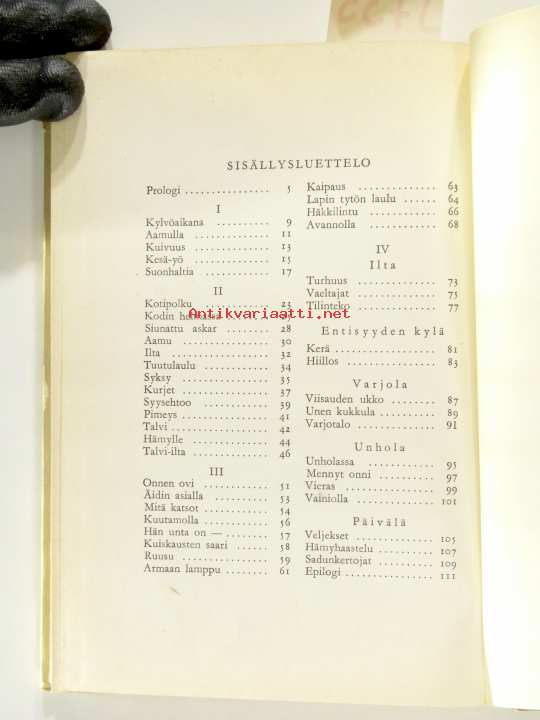 SISÄLLYSLUETTELO
Prologi ............... 5
I
Kylvöaikana .......... 9
Aamulla .............. 11
Kuivuus .............. 13
Kesä-yö .............. 15
Suonhaltia ........... 17
II
Kotipolku ............ 23
Kodin
Siunattu askar ........ 28
Aamu ................ 30
Ilta .................. 32
Tuutulaulu ........... 34
Syksy ................ 35
Kurjet ................ 37
Syysehtoo ............ 39
Pimeys ............... 41
Talvi ................. 42
Hämylle .............. 44
Talvi-ilta ............. 46
III
Onnen ovi ............ 51
Äidin asialla .......... 53
Mitä katsot ........... 54
Kuutamolla ........... 56
Hän unta on — ........ 57
Kuiskausten saari ...... 58
Ruusu ................ 59
Armaan lamppu ........ 61
Kaipaus .............. 63
Lapin tytön laulu ...... 64
Häkkilintu ............ 66
Avannolla ............ 68
IV
Ilta
Turhuus .............. 73
Vaeltajat .............. 75
Tilinteko .............. 77
Entisyyden kylä
Kerä .................. 81
Hiillos ................ 83
Varjola
Viisauden ukko ........ 87
Unen kukkula ......... 89
Varjotalo .............. 91
Unhola
Unholassa ............ 95
Mennyt onni .......... 97
Vieras ................ 99
Vainiolla ............. 101
Päivälä
Veljekset .............. 105
Hämyhaastelu ......... 107
Sadunkertojat ......... 109
Epilogi ............... 111
Antikvariaatti.net